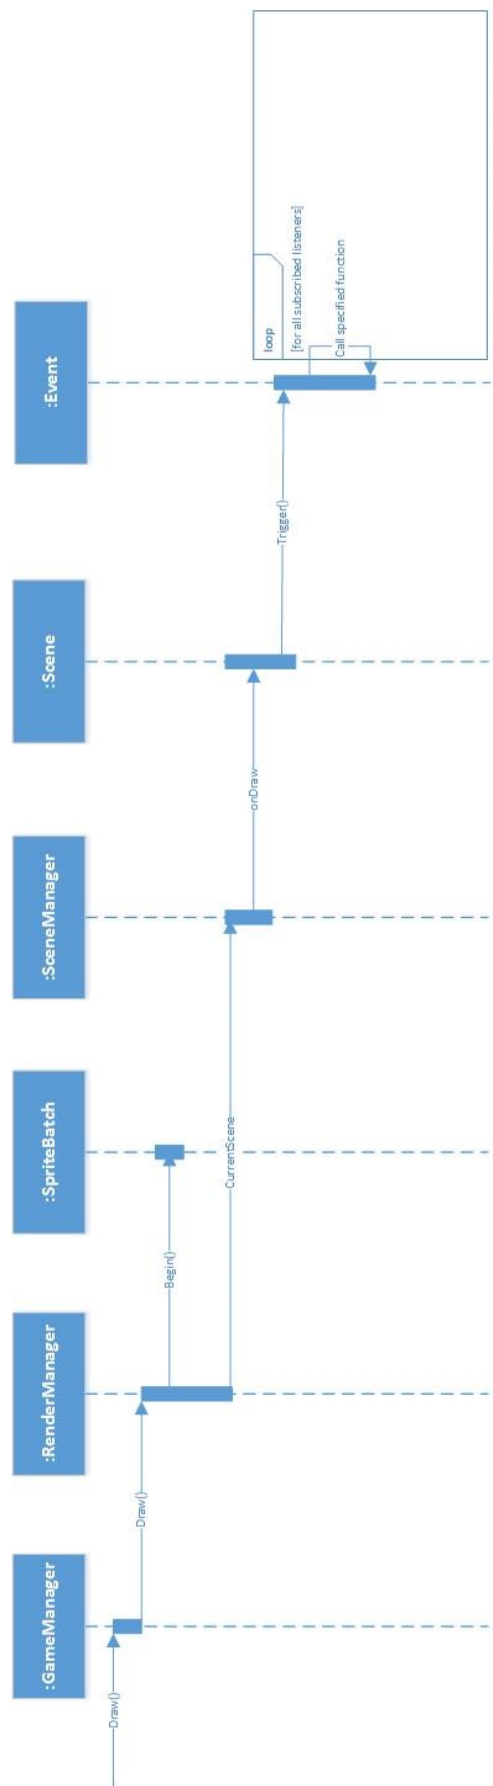 :GameManager
:RenderManager
:SpriteBatch
:SceneManager
:Scene
:Event
Draw()
Draw()
Begin()
CurrentScene
onDraw
Trigger()
loop
[for all subscribed listeners]
Call specified function